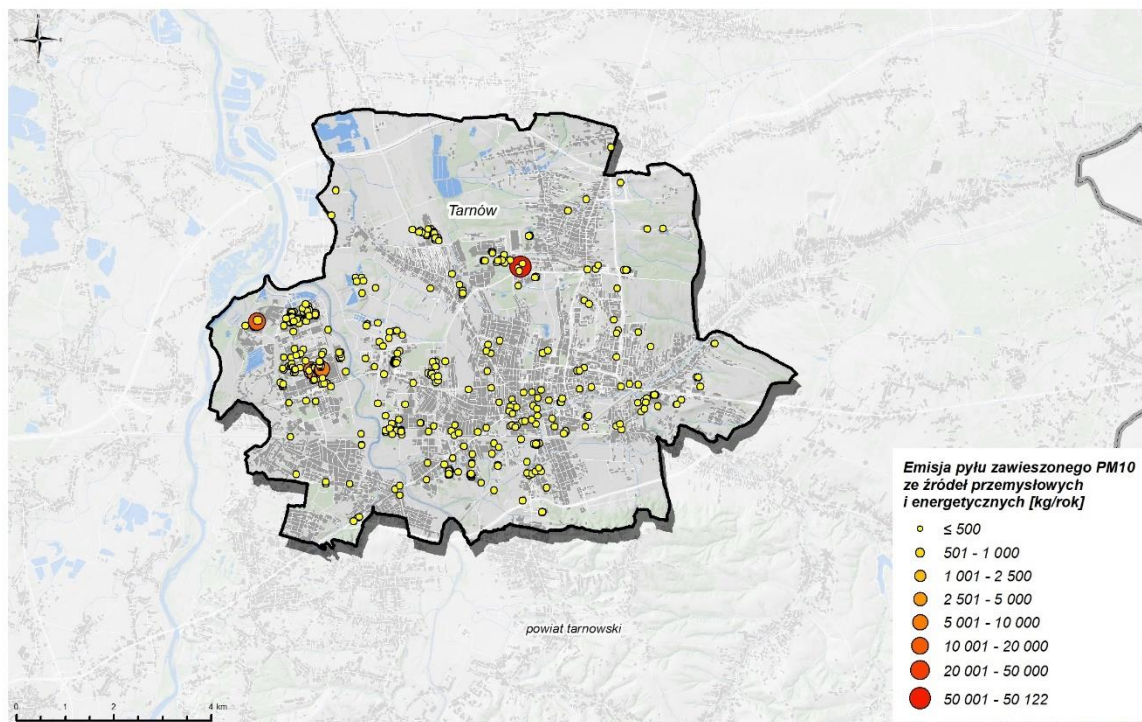 Tarnów
powiat tarnowski
Emisja pyłu zawieszonego PM10
ze źródeł przemysłowych
i energetycznych [kg/rok]
≤ 500
501 - 1 000
1 001 - 2 500
2 501 - 5 000
5 001 - 10 000
10 001 - 20 000
20 001 - 50 000
50 001 - 50 122
0 1 2 4 km